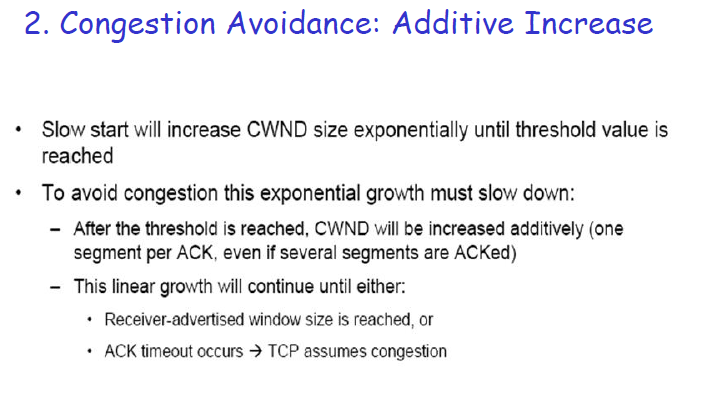 2. Congestion Avoidance: Additive Increase
• Slow start will increase CWND size exponentially until threshold value is
reached
• To avoid congestion this exponential growth must slow down:
– After the threshold is reached, CWND will be increased additively (one
segment per ACK, even if several segments are ACKed)
– This linear growth will continue until either:
• Receiver-advertised window size is reached, or
• ACK timeout occurs → TCP assumes congestion